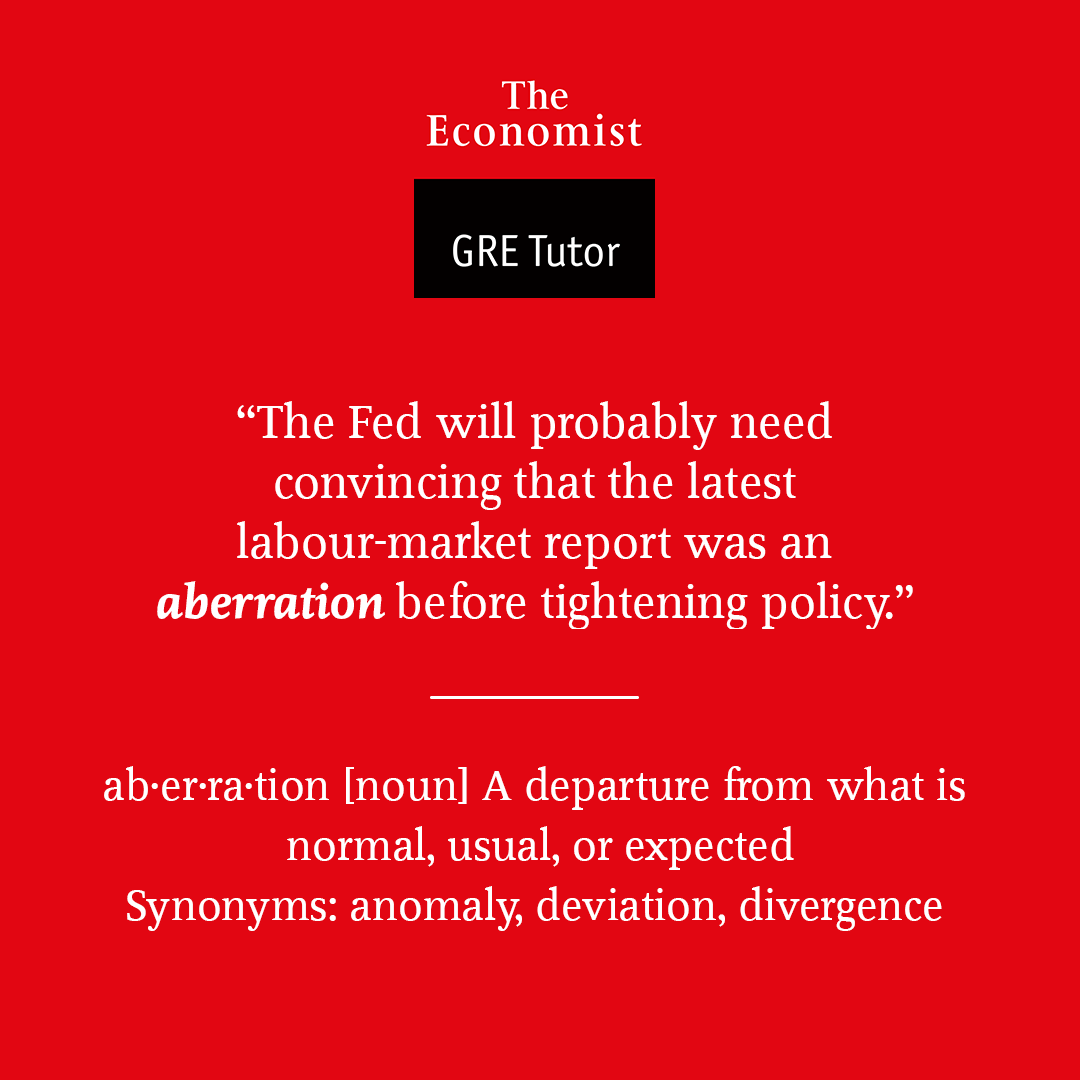 The
Economist
GRE Tutor
“The Fed will probably need
convincing that the latest
labour-market report was an
aberration before tightening policy.”
ab·er·ra·tion [noun] A departure from what is
normal, usual, or expected
Synonyms: anomaly, deviation, divergence